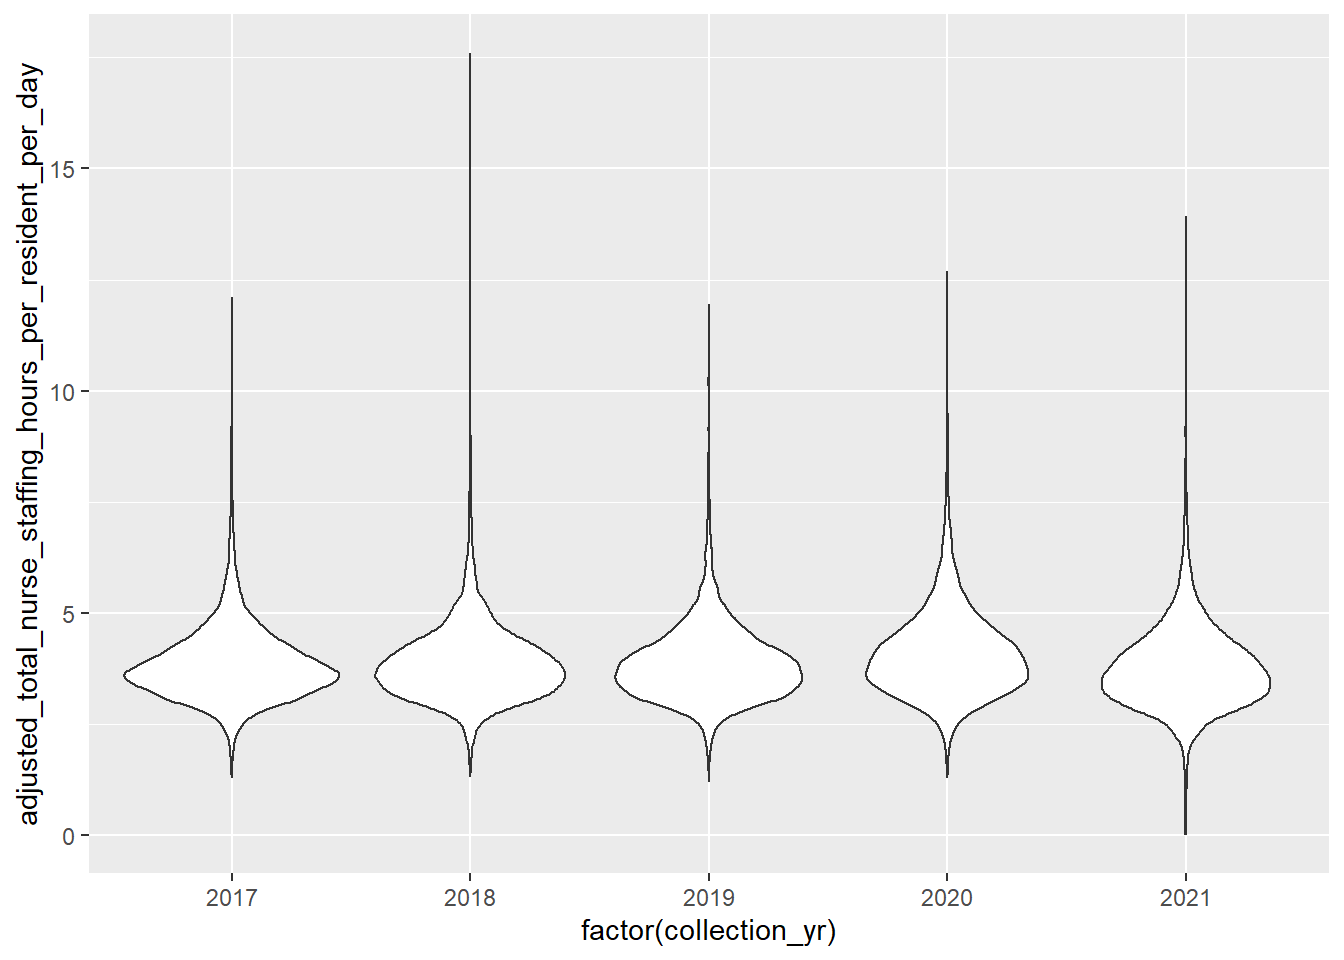 adjusted_total_nurse_staffing_hours_per_resident_per_day
15
10
5
0
2017 2018 2019 2020 2021
factor(collection_yr)